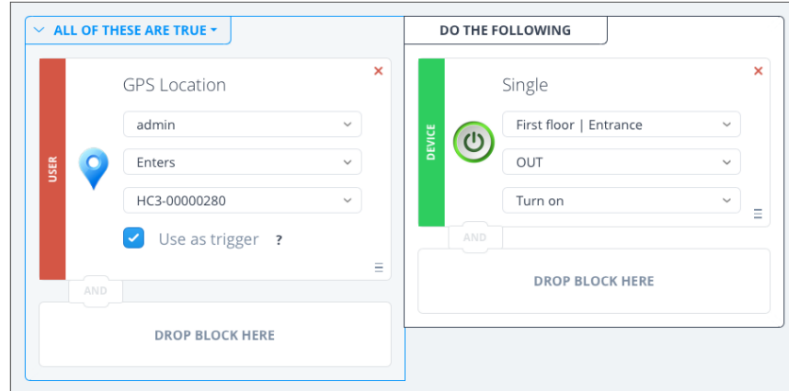 ALL OF THESE ARE TRUE
GPS Location
USER
admin
Enters
HC3-00000280
Use as trigger ?
AND
DROP BLOCK HERE
DO THE FOLLOWING
Single
DEVICE
First floor | Entrance
OUT
Turn on
AND
DROP BLOCK HERE